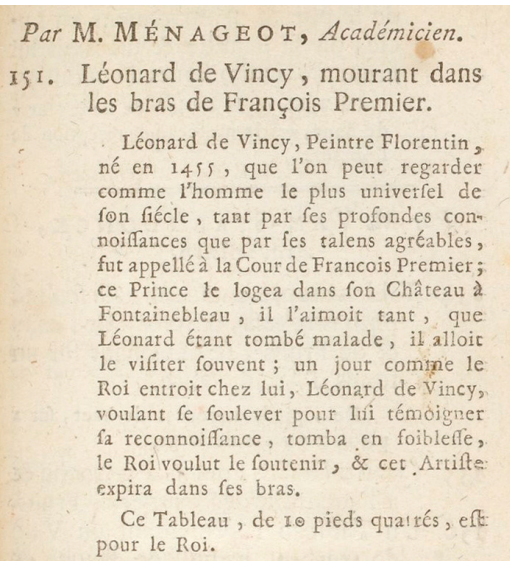 Par M. MÉNAGEOT, Académicien.
151. Léonard de Vincy, mourant dans
les bras de François Premier.
Léonard de Vincy, Peintre Florentin,
né en 1455, que l'on peut regarder
comme l'homme le plus univerſel de
ſon ſiécle, tant par ſes profondes con-
noiſſances que par ſes talens agréables,
fut appellé à la Cour de Francois Premier;
ce Prince le logea dans ſon Château à
Fontainebleau, il l'aimoit tant, que
Léonard étant tombé malade, il alloit
le viſiter ſouvent; un jour comme le
Roi entroit chez lui, Léonard de Vincy,
voulant ſe ſoulever pour lui témoigner
ſa reconnoiſſance, tomba en foibleſſe,
le Roi voulut le ſoutenir, & cet Artiſte
expira dans ſes bras.
Ce Tableau, de 10 pieds quarrés, eſt
pour le Roi.